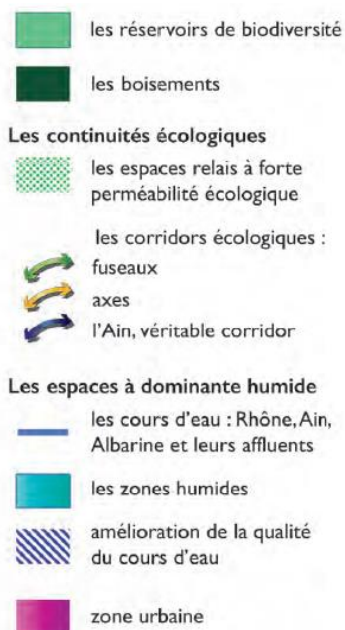 les réservoirs de biodiversité
les boisements
Les continuités écologiques
les espaces relais à forte
perméabilité écologique
les corridors écologiques :
fuseaux
axes
l'Ain, véritable corridor
Les espaces à dominante humide
les cours d'eau : Rhône, Ain,
Albarine et leurs affluents
les zones humides
amélioration de la qualité
du cours d'eau
zone urbaine